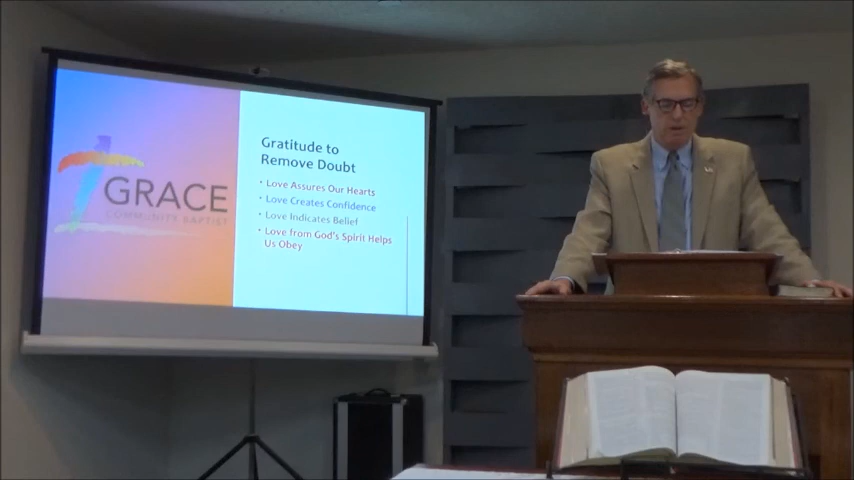 GRACE
COMMUNITY BAPTIST
Gratitude to
Remove Doubt
• Love Assures Our Hearts
• Love Creates Confidence
• Love Indicates Belief
• Love from God's Spirit Helps
Us Obey